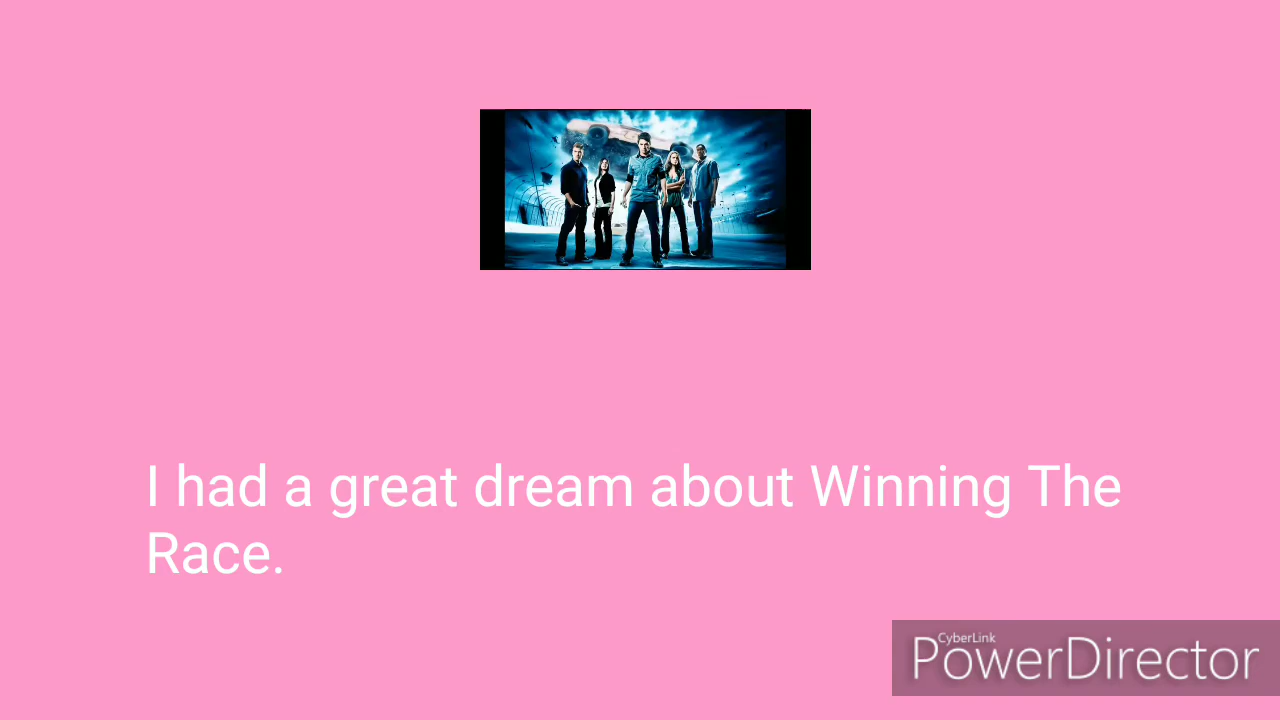 I had a great dream about Winning The
Race.
CyberLink
PowerDirector